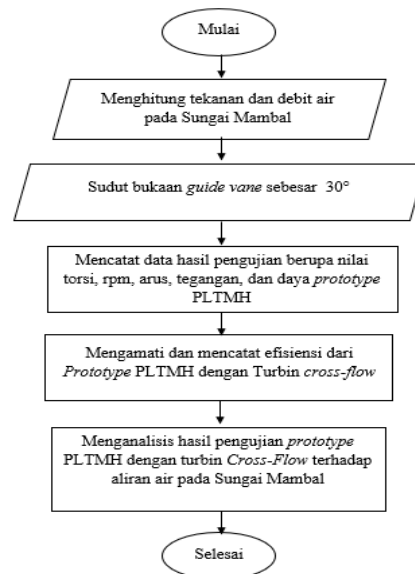 Mulai
Menghitung tekanan dan debit air
pada Sungai Mambal
Sudut bukaan guide vane sebesar 30°
Mencatat data hasil pengujian berupa nilai
torsi, rpm, arus, tegangan, dan daya prototype
PLTMH
Mengamati dan mencatat efisiensi dari
Prototype PLTMH dengan Turbin cross-flow
Menganalisis hasil pengujian prototype
PLTMH dengan turbin Cross-Flow terhadap
aliran air pada Sungai Mambal
Selesai